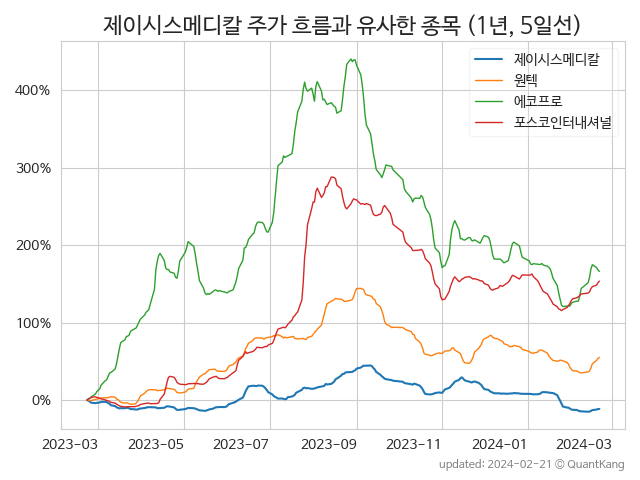 제이시스메디칼 주가 흐름과 유사한 종목 (1년, 5일선)
제이시스메디칼
원텍
에코프로
포스코인터내셔널
400%
300%
200%
100%
0%
2023-03 2023-05 2023-07 2023-09 2023-11 2024-01 2024-03
updated: 2024-02-21 © QuantKang